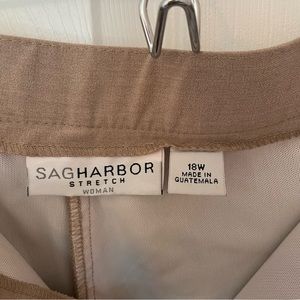 SAGHARBOR
STRETCH
WOMAN
18W
MADE IN
GUATEMALA